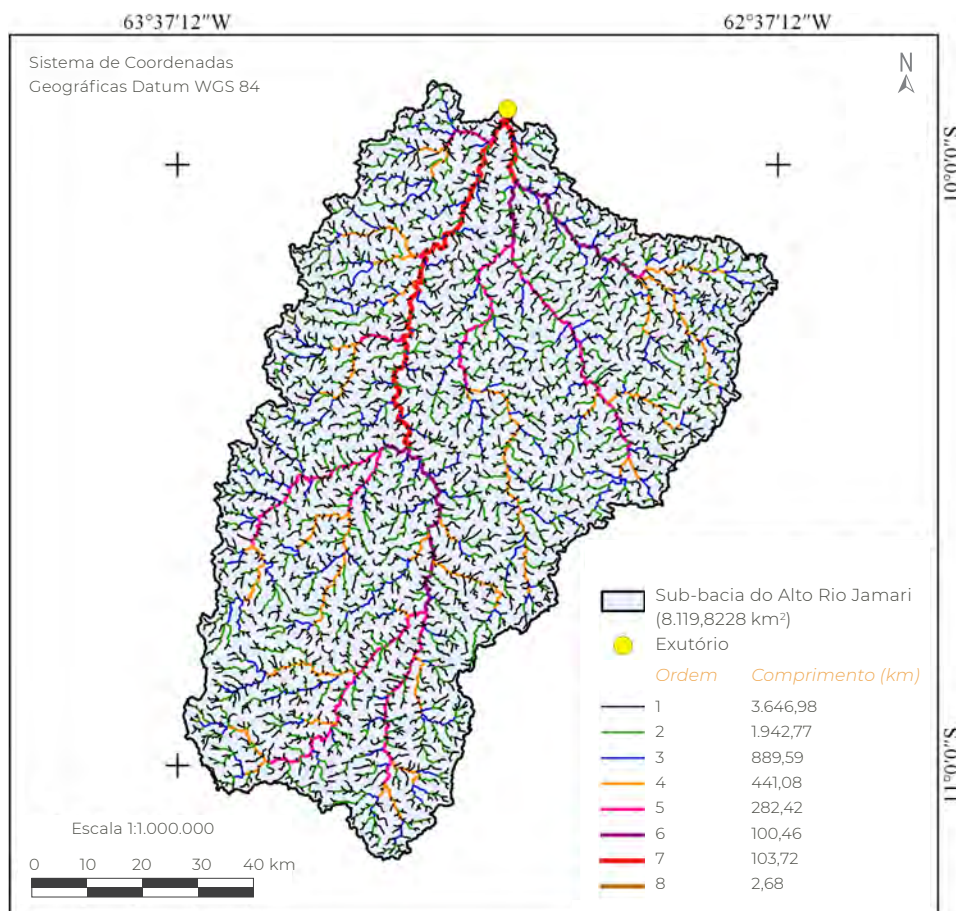 63°37'12"W 62°37'12"W
Sistema de Coordenadas
Geográficas Datum WGS 84
N
10°0'0"S
Sub-bacia do Alto Rio Jamari
(8.119,8228 km²)
Exutório
Ordem Comprimento (km)
1 3.646,98
2 1.942,77
3 889,59
4 441,08
5 282,42
6 100,46
7 103,72
8 2,68
11°0'0"S
Escala 1:1.000.000
0 10 20 30 40 km